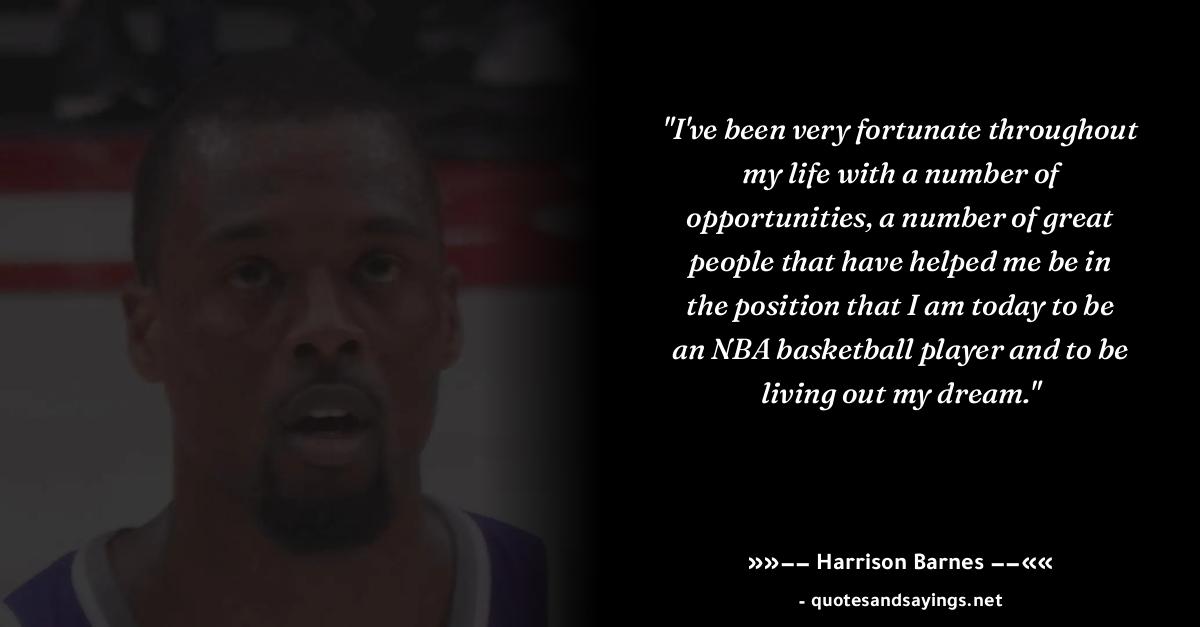 "I've been very fortunate throughout
my life with a number of
opportunities, a number of great
people that have helped me be in
the position that I am today to be
an NBA basketball player and to be
living out my dream."
»»−− Harrison Barnes −−««
- quotesandsayings.net